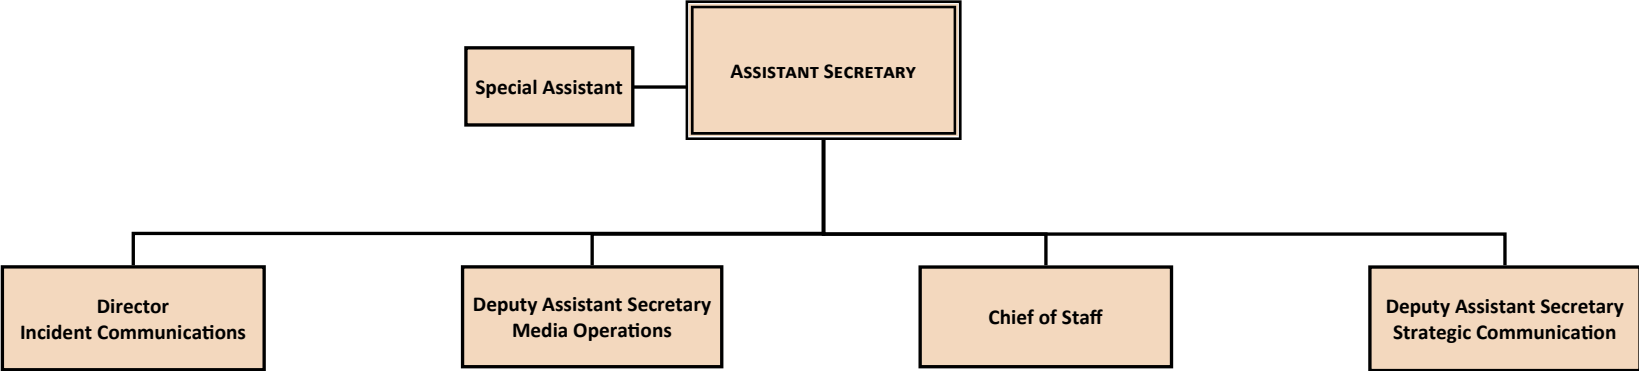 ASSISTANT SECRETARY
Special Assistant
Director
Incident Communications
Deputy Assistant Secretary
Media Operations
Chief of Staff
Deputy Assistant Secretary
Strategic Communication